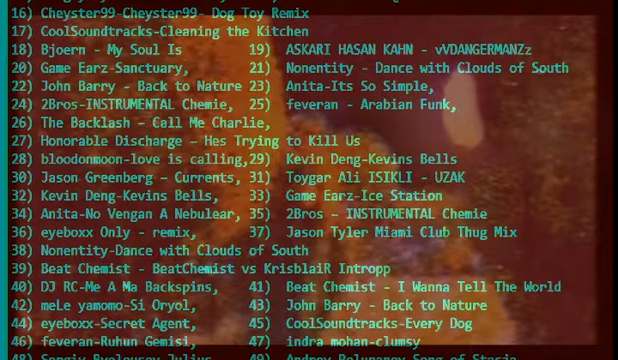 16) Cheyster99-Cheyster99- Dog Toy Remix
17) CoolSoundtracks-Cleaning the Kitchen
18) Bjoern - My Soul Is 19) ASKARI HASAN KAHN - vVDANGERMANZz
20) Game Earz-Sanctuary, 21) Nonentity - Dance with Clouds of South
22) John Barry - Back to Nature 23) Anita-Its So Simple,
24) 2Bros-INSTRUMENTAL Chemie, 25) feveran - Arabian Funk,
26) The Backlash - Call Me Charlie,
27) Honorable Discharge - Hes Trying to Kill Us
28) bloodonmoon-love is calling,29) Kevin Deng-Kevins Bells
30) Jason Greenberg - Currents, 31) Toygar Ali ISIKLI - UZAK
32) Kevin Deng-Kevins Bells, 33) Game Earz-Ice Station
34) Anita-No Vengan A Nebulear, 35) 2Bros - INSTRUMENTAL Chemie
36) eyeboxx Only - remix, 37) Jason Tyler Miami Club Thug Mix
38) Nonentity-Dance with Clouds of South
39) Beat Chemist - BeatChemist vs KrisblaiR Intropp
40) DJ RC-Me A Ma Backspins, 41) Beat Chemist - I Wanna Tell The World
42) meLe yamomo-Si Oryol, 43) John Barry - Back to Nature
44) eyeboxx-Secret Agent, 45) CoolSoundtracks-Every Dog
46) feveran-Ruhun Gemisi, 47) indra mohan-clumsy
48) 49)